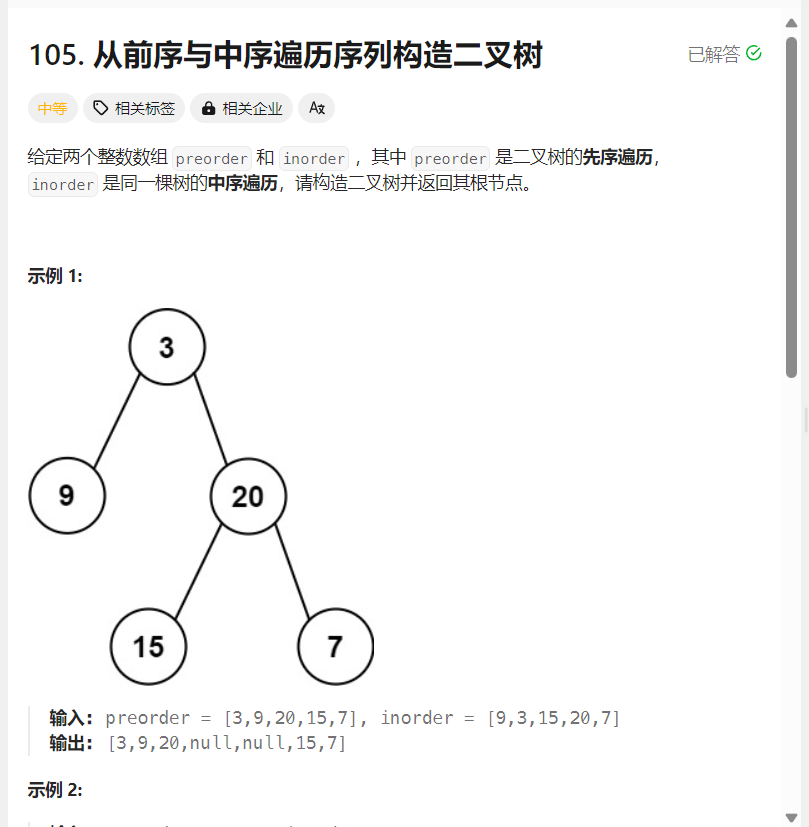 105. 从前序与中序遍历序列构造二叉树
已解答
中等 相关标签 相关企业
给定两个整数数组 preorder 和 inorder ，其中 preorder 是二叉树的先序遍历，
inorder 是同一棵树的中序遍历，请构造二叉树并返回其根节点。
示例 1:
3
9
20
15
7
输入: preorder = [3,9,20,15,7], inorder = [9,3,15,20,7]
输出: [3,9,20,null,null,15,7]
示例 2: